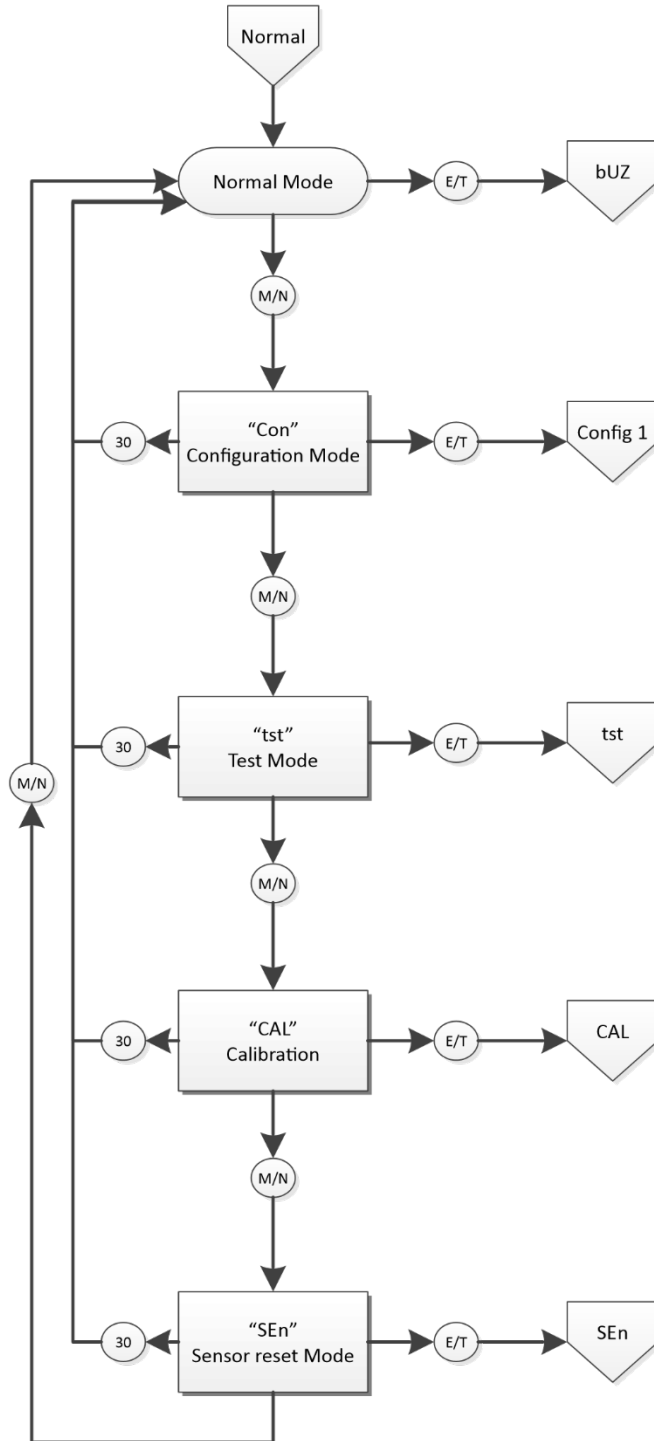 Normal
Normal Mode
E/T
bUZ
M/N
“Con”
Configuration Mode
30
E/T
Config 1
M/N
“tst”
Test Mode
30
E/T
tst
M/N
M/N
“CAL”
Calibration
30
E/T
CAL
M/N
“SEn”
Sensor reset Mode
30
E/T
SEn